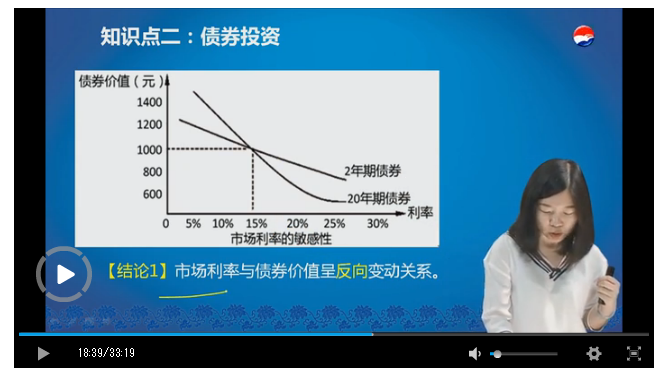 知识点二：债券投资
债券价值（元）
1400
1200
1000
800
600
2年期债券
20年期债券
利率
0 5% 10% 15% 20% 25% 30%
市场利率的敏感性
【结论1】市场利率与债券价值呈反向变动关系。
18:39/33:19